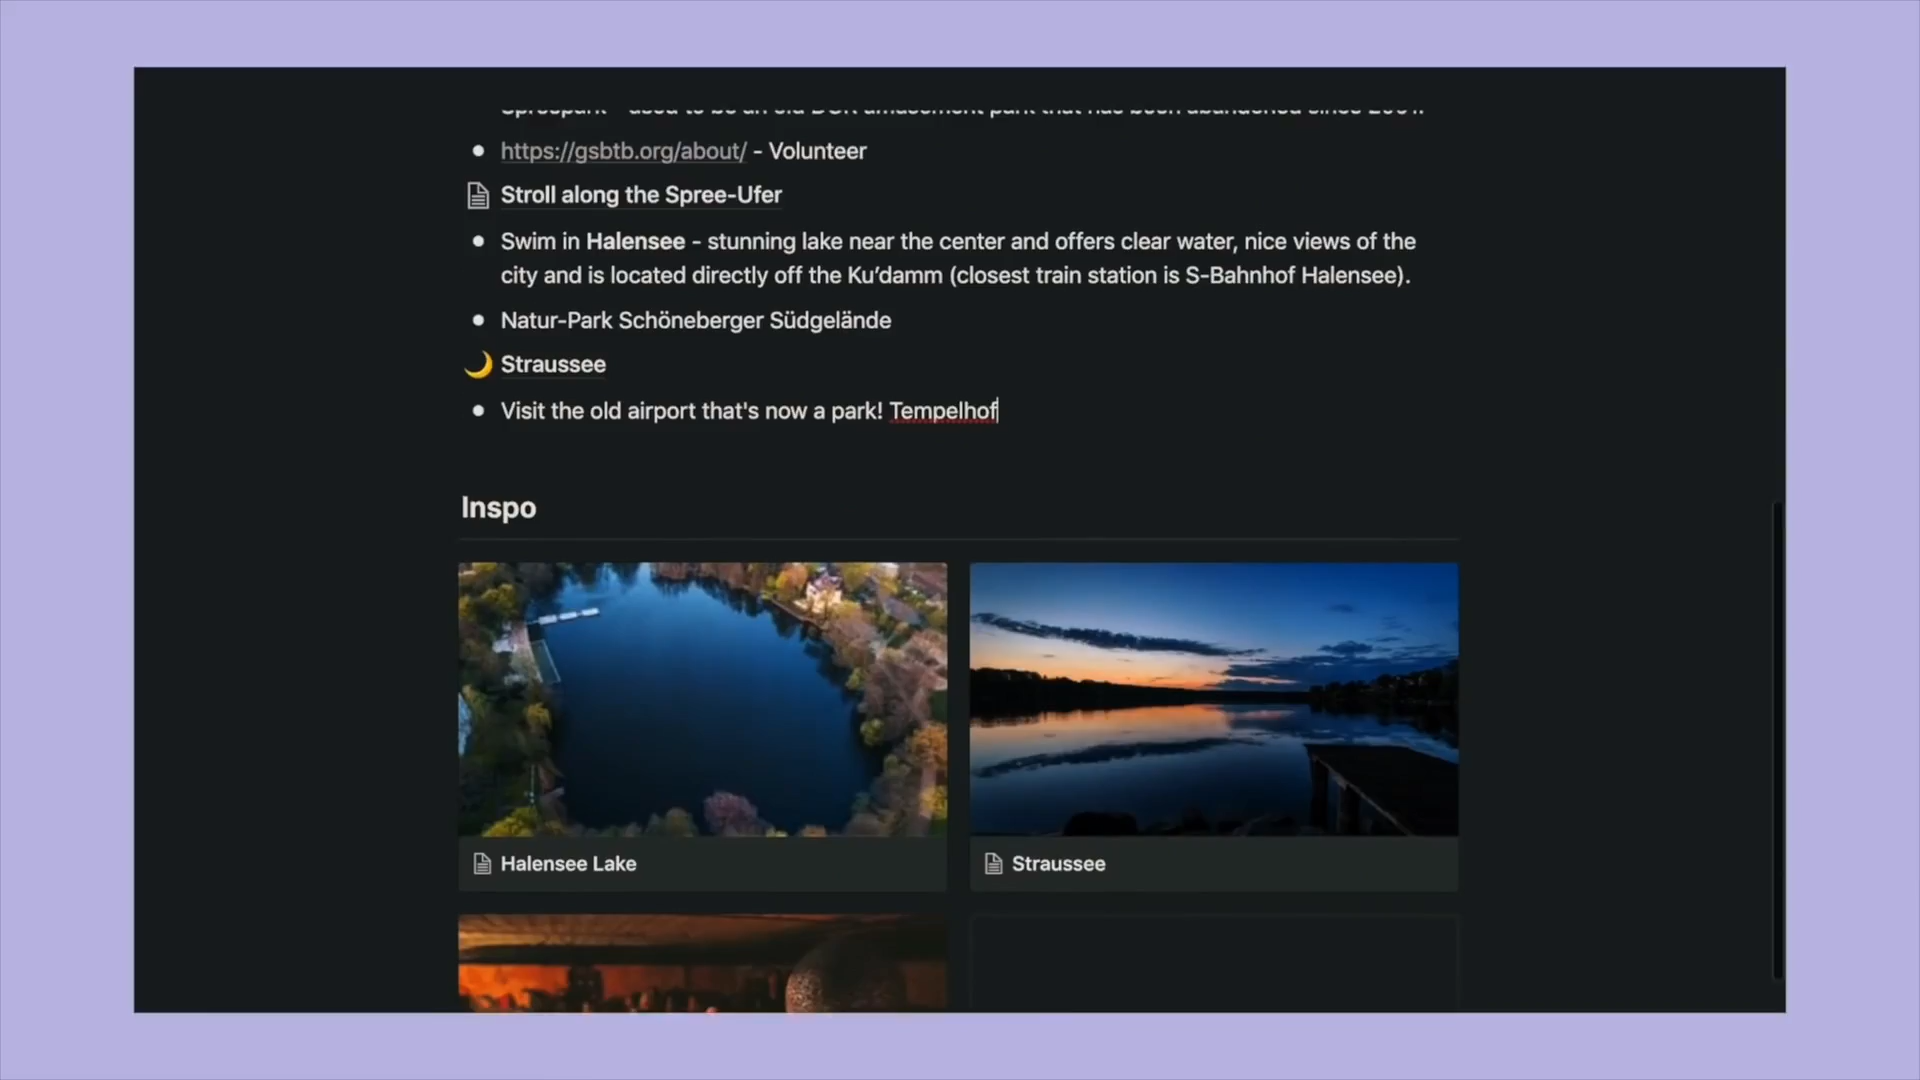 https://gsbtb.org/about/ - Volunteer
Stroll along the Spree-Ufer
Swim in Halensee - stunning lake near the center and offers clear water, nice views of the
city and is located directly off the Ku’damm (closest train station is S-Bahnhof Halensee).
Natur-Park Schöneberger Südgelände
Straussee
Visit the old airport that's now a park! Tempelhof
Inspo
Halensee Lake
Straussee